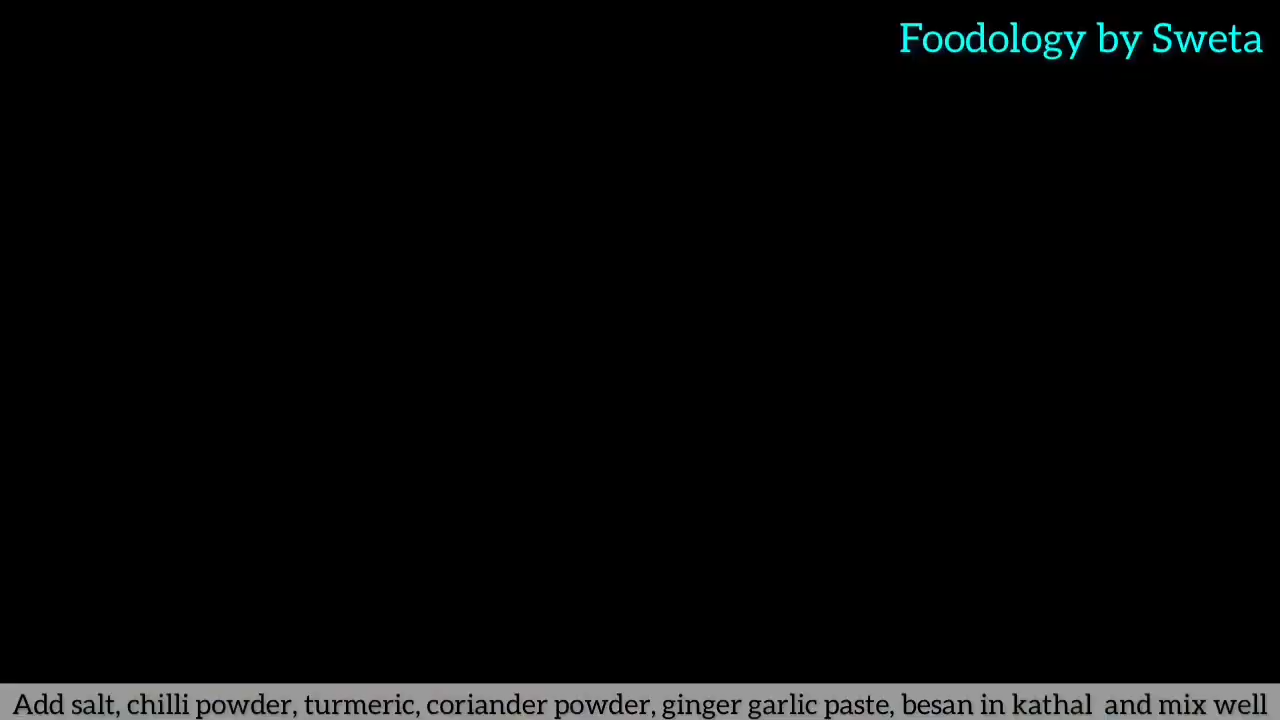 Foodology by Sweta
Add salt, chilli powder, turmeric, coriander powder, ginger garlic paste, besan in kathal  and mix well